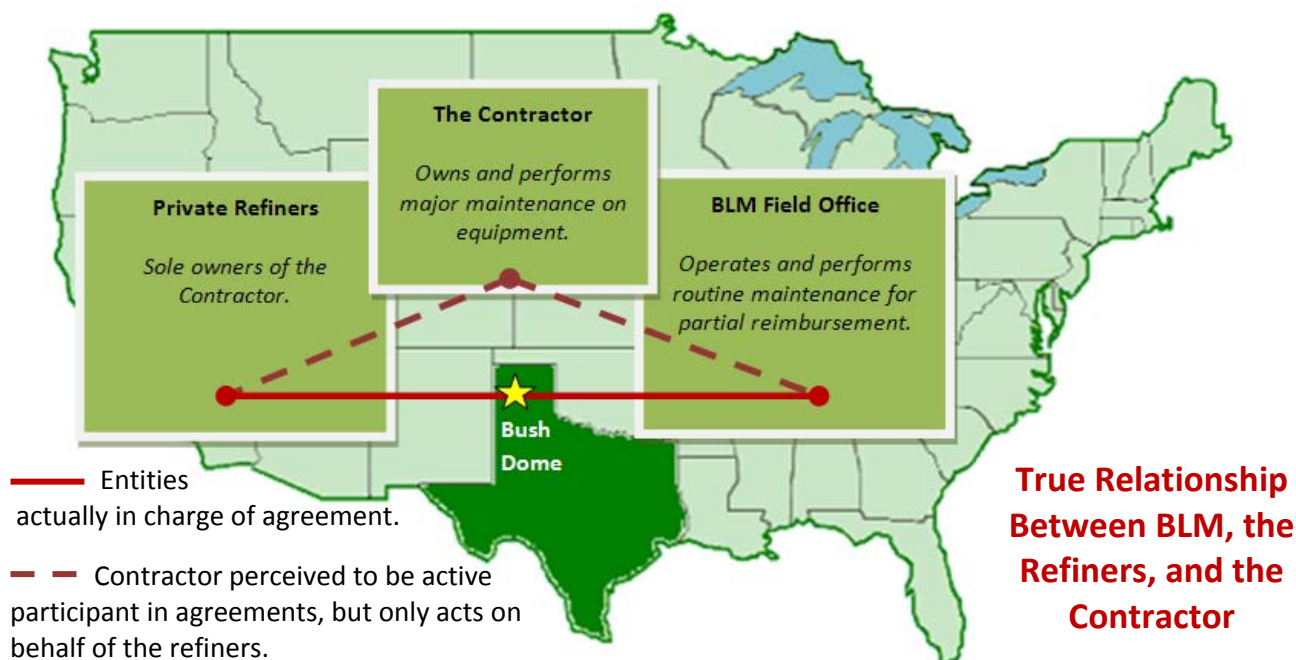 The Contractor
Owns and performs
major maintenance on
equipment.
Private Refiners
Sole owners of the
Contractor.
BLM Field Office
Operates and performs
routine maintenance for
partial reimbursement.
Bush
Dome
Entities
actually in charge of agreement.
Contractor perceived to be active
participant in agreements, but only acts on
behalf of the refiners.
True Relationship
Between BLM, the
Refiners, and the
Contractor